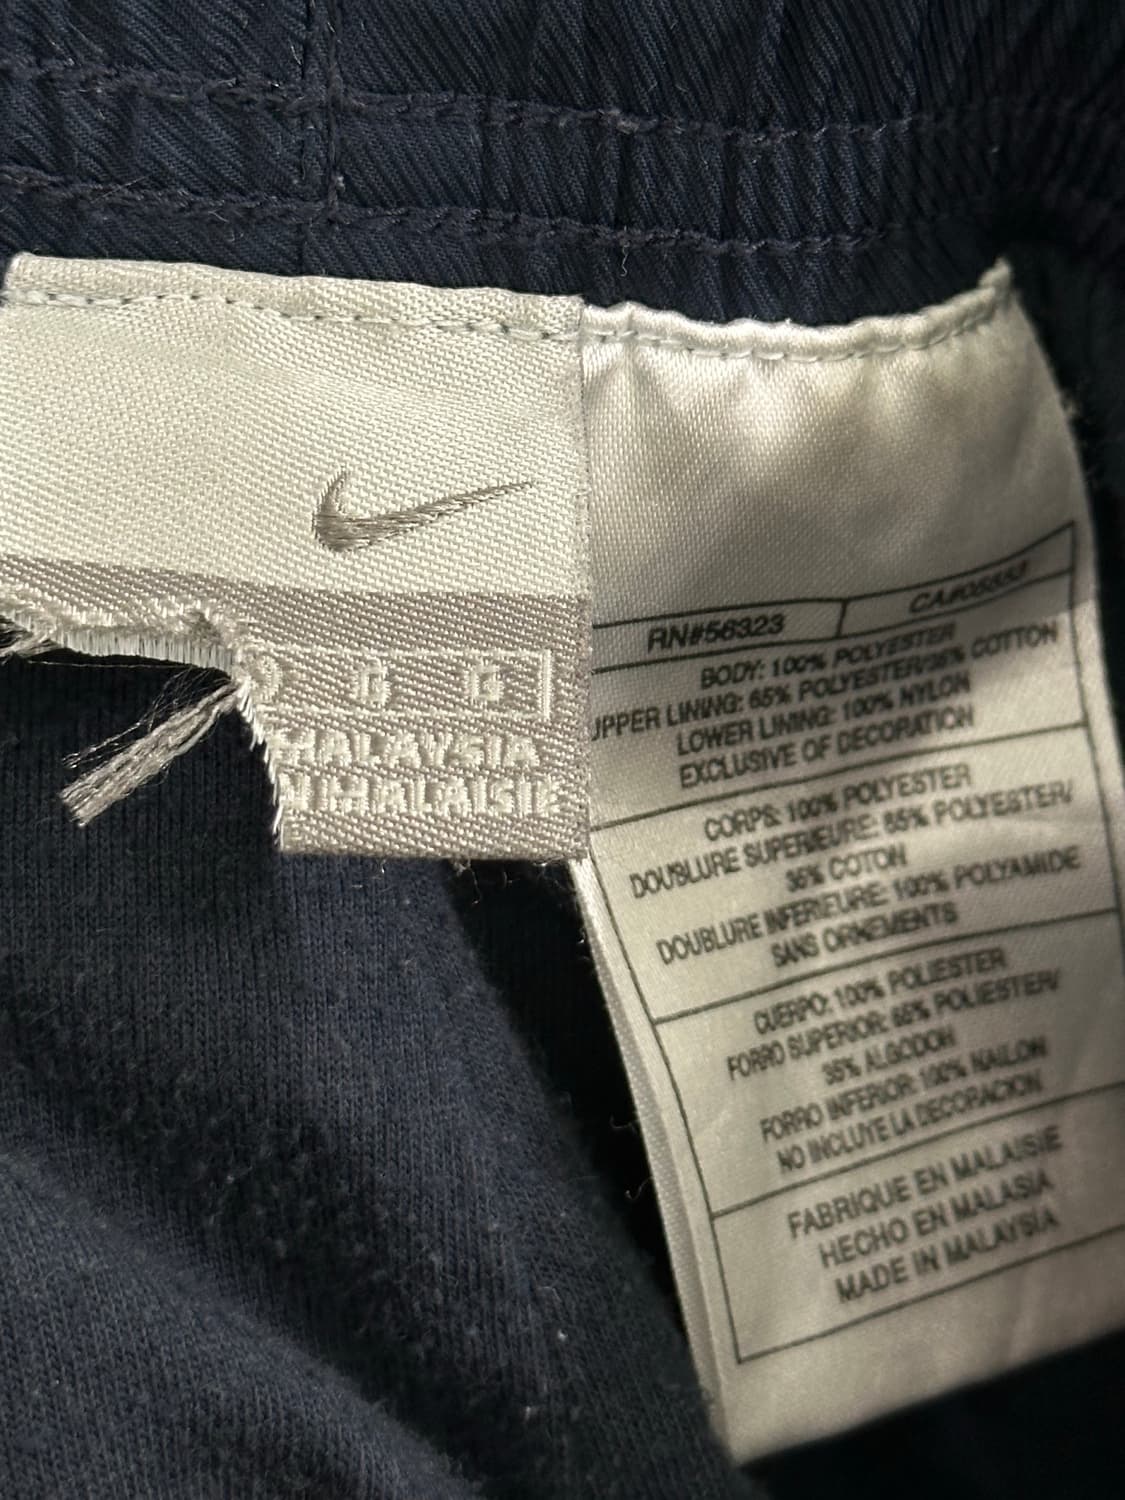 G G
MALAYSIA
N MALAISIE
RN#56323 CA#05553
BODY: 100% POLYESTER
UPPER LINING: 65% POLYESTER/35% COTTON
LOWER LINING: 100% NYLON
EXCLUSIVE OF DECORATION
CORPS: 100% POLYESTER
DOUBLURE SUPERIEURE: 65% POLYESTER/
35% COTON
DOUBLURE INFERIEURE: 100% POLYAMIDE
SANS ORNEMENTS
CUERPO: 100% POLIESTER
FORRO SUPERIOR: 65% POLIESTER/
35% ALGODON
FORRO INFERIOR: 100% NAILON
NO INCLUYE LA DECORACION
FABRIQUE EN MALAISIE
HECHO EN MALASIA
MADE IN MALAYSIA